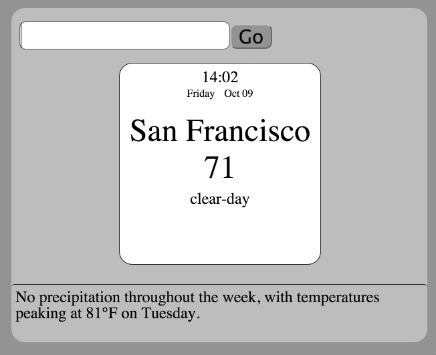 Go
14:02
Friday Oct 09
San Francisco
71
clear-day
No precipitation throughout the week, with temperatures
peaking at 81°F on Tuesday.